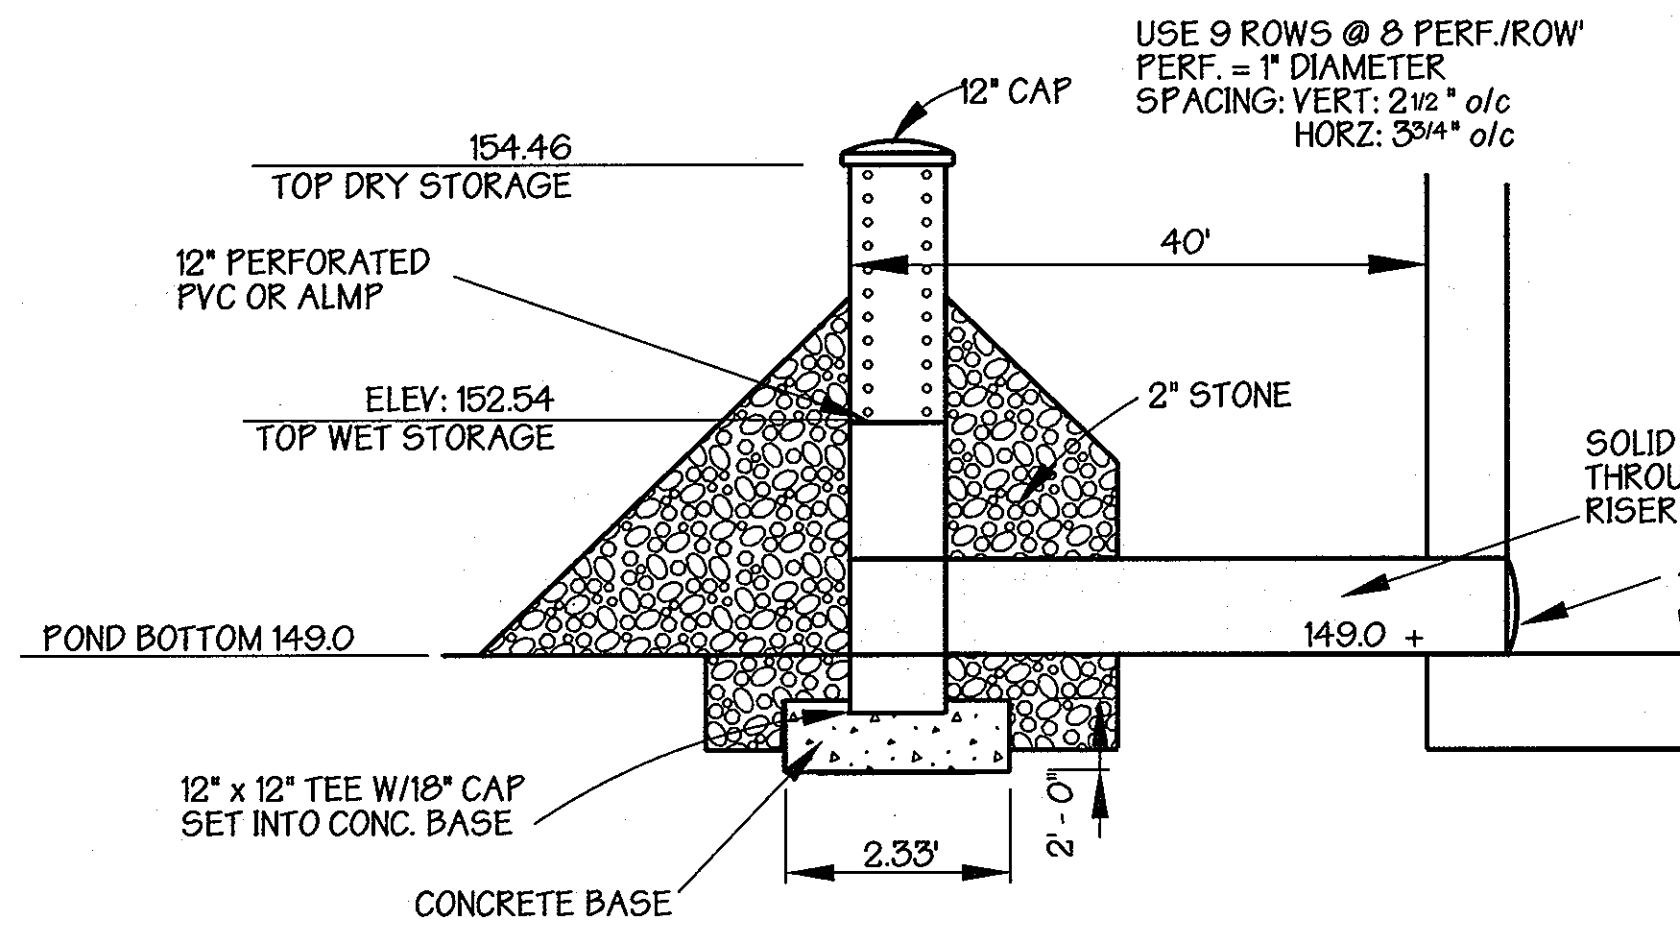 USE 9 ROWS @ 8 PERF./ROW'
PERF. = 1" DIAMETER
SPACING: VERT: 2 1/2 " o/c
HORZ: 3 3/4" o/c
12" CAP
154.46
TOP DRY STORAGE
40'
12" PERFORATED
PVC OR ALMP
ELEV: 152.54
TOP WET STORAGE
2" STONE
SOLID
THROU
RISER
POND BOTTOM 149.0
149.0 +
12" x 12" TEE W/18" CAP
SET INTO CONC. BASE
2'-0"
2.33'
CONCRETE BASE